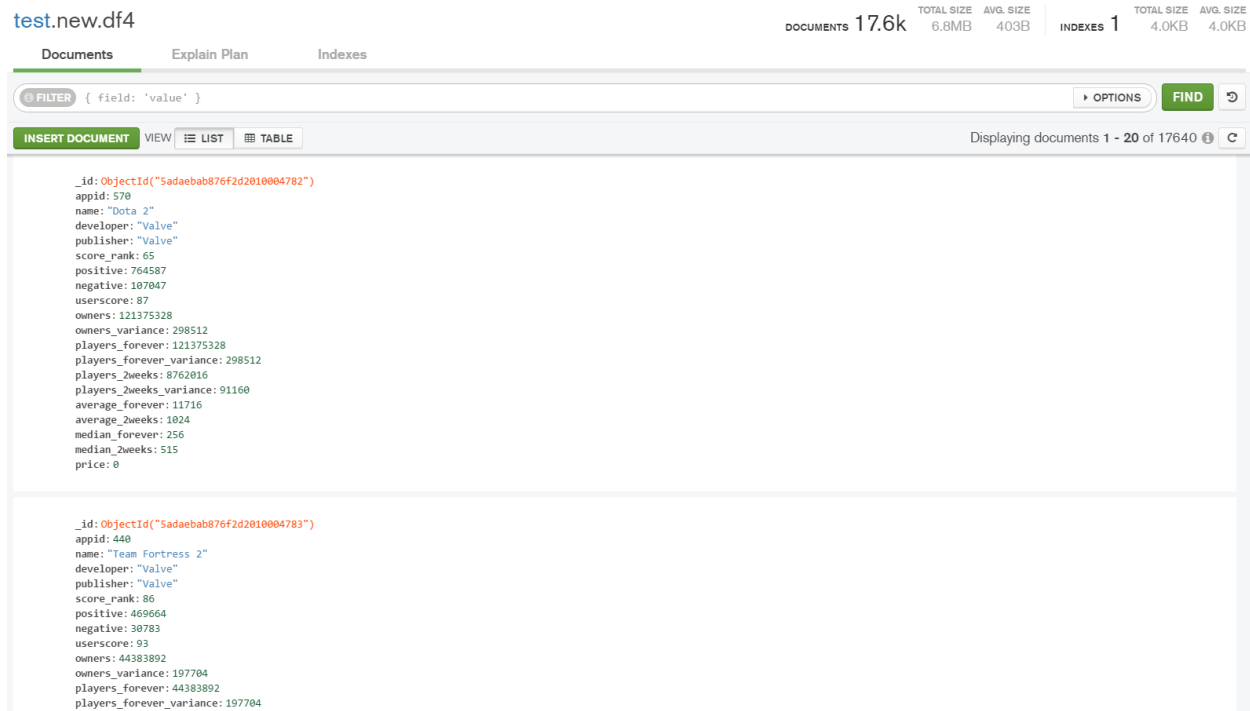 test.new.df4
DOCUMENTS 17.6k TOTAL SIZE 6.8MB AVG. SIZE 403B INDEXES 1 TOTAL SIZE 4.0KB AVG. SIZE 4.0KB
Documents Explain Plan Indexes
FILTER { field: 'value' } OPTIONS FIND
INSERT DOCUMENT VIEW LIST TABLE Displaying documents 1 - 20 of 17640
_id: ObjectId("5adaebab876f2d2010004782")
appid: 570
name: "Dota 2"
developer: "Valve"
publisher: "Valve"
score_rank: 65
positive: 764587
negative: 107047
userscore: 87
owners: 121375328
owners_variance: 298512
players_forever: 121375328
players_forever_variance: 298512
players_2weeks: 8762016
players_2weeks_variance: 91160
average_forever: 11716
average_2weeks: 1024
median_forever: 256
median_2weeks: 515
price: 0
_id: ObjectId("5adaebab876f2d2010004783")
appid: 440
name: "Team Fortress 2"
developer: "Valve"
publisher: "Valve"
score_rank: 86
positive: 469664
negative: 30783
userscore: 93
owners: 44383892
owners_variance: 197704
players_forever: 44383892
players_forever_variance: 197704